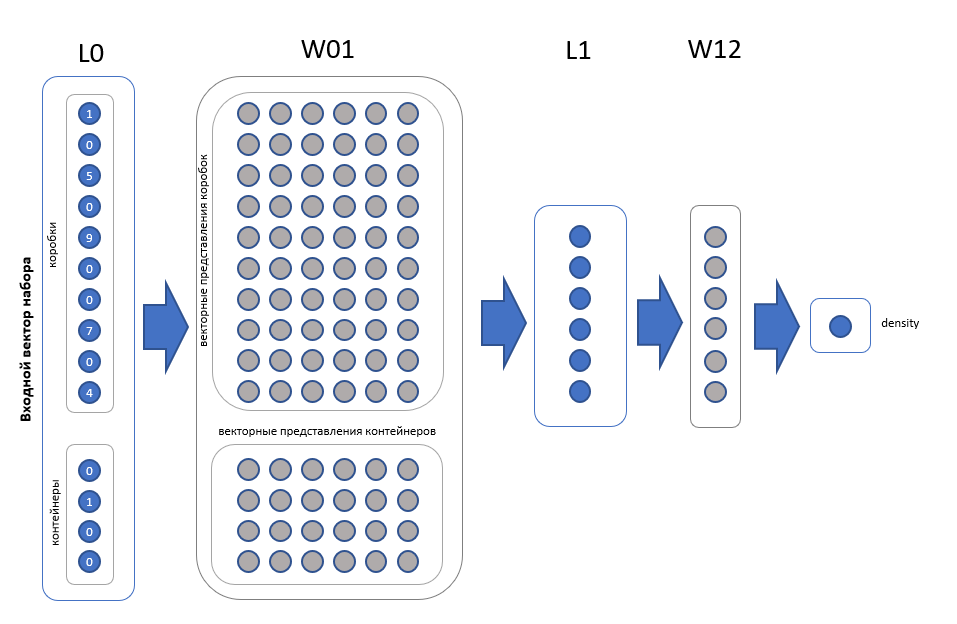 L0
W01
L1
W12
Входной вектор набора
коробки
1
0
5
0
9
0
0
7
0
4
контейнеры
0
1
0
0
векторные представления коробок
векторные представления контейнеров
density